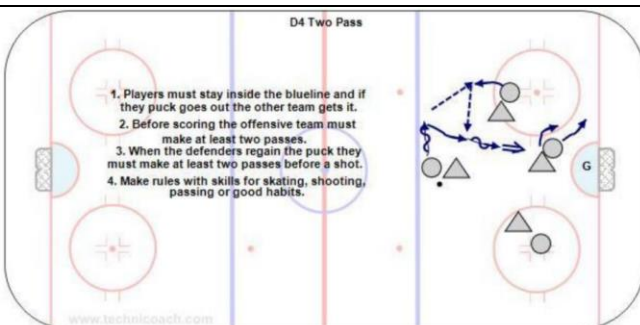 D4 Two Pass
1. Players must stay inside the blueline and if
they puck goes out the other team gets it.
2. Before scoring the offensive team must
make at least two passes.
3. When the defenders regain the puck they
must make at least two passes before a shot.
4. Make rules with skills for skating, shooting,
passing or good habits.
G
www.technicoach.com